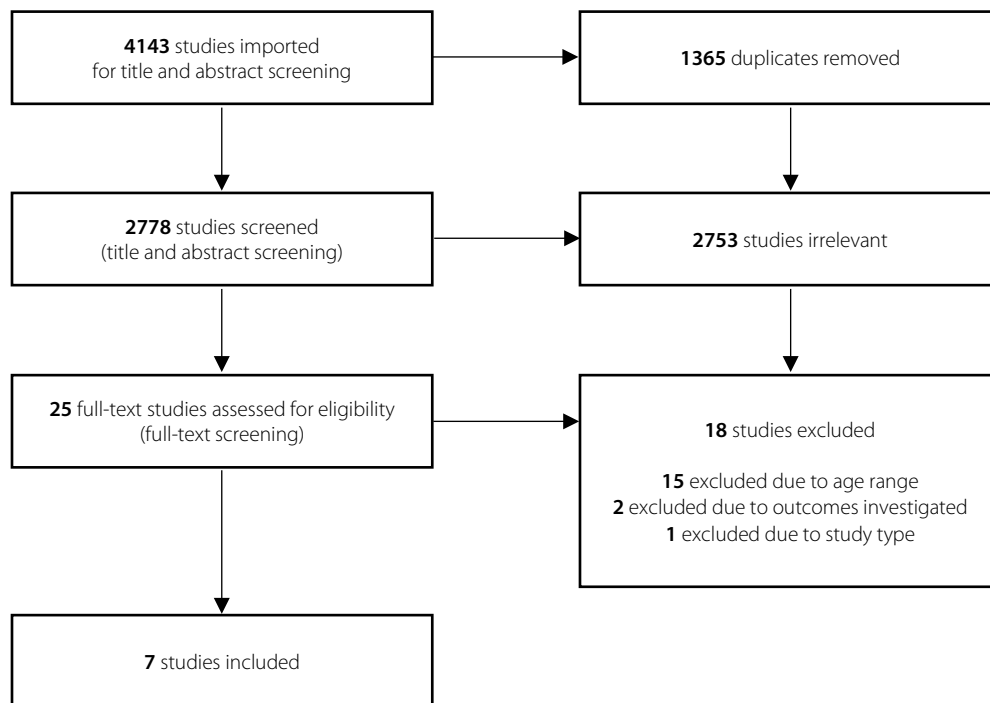 4143 studies imported
for title and abstract screening
1365 duplicates removed
2778 studies screened
(title and abstract screening)
2753 studies irrelevant
25 full-text studies assessed for eligibility
(full-text screening)
18 studies excluded
15 excluded due to age range
2 excluded due to outcomes investigated
1 excluded due to study type
7 studies included